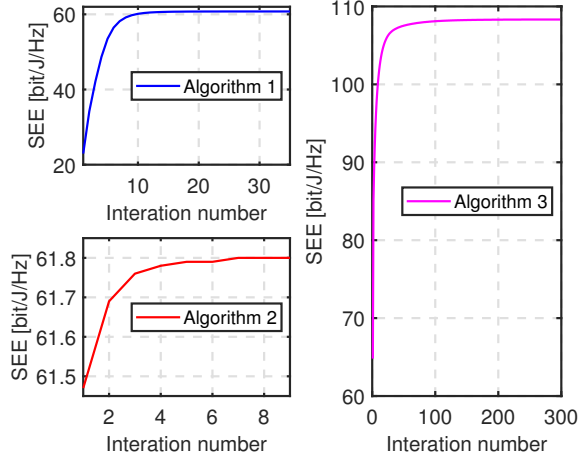 SEE [bit/J/Hz]
60
40
20
Algorithm 1
10 20 30
Interation number
SEE [bit/J/Hz]
61.8
61.7
61.6
61.5
Algorithm 2
2 4 6 8
Interation number
SEE [bit/J/Hz]
110
100
90
80
70
60
Algorithm 3
0 100 200 300
Interation number